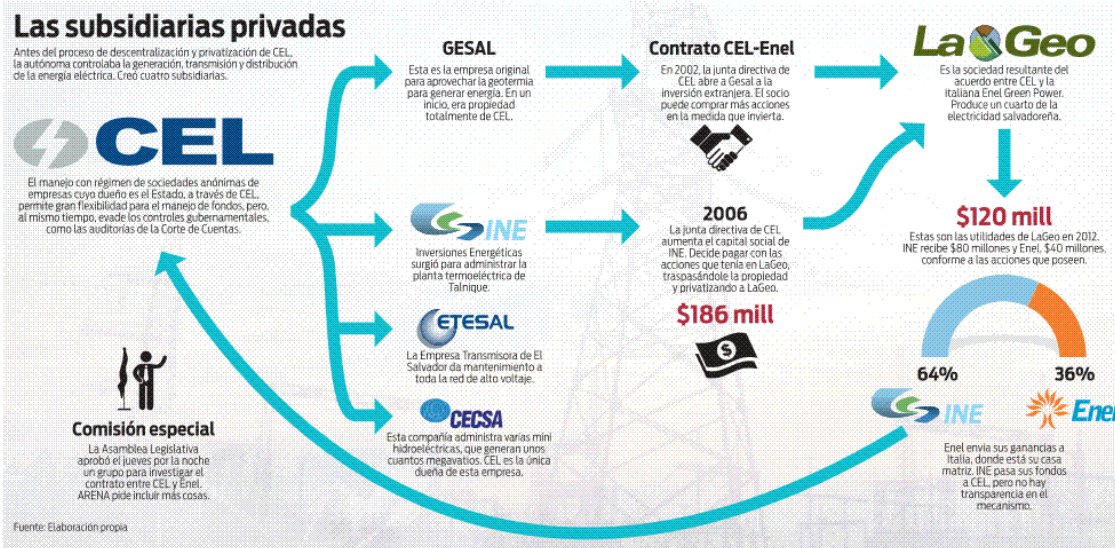 Las subsidiarias privadas
Antes del proceso de descentralización y privatización de CEL,
la autónoma controlaba la generación, transmisión y distribución
de la energía eléctrica. Creó cuatro subsidiarias.
CEL
El manejo con régimen de sociedades anónimas de
empresas cuyo dueño es el Estado, a través de CEL,
permite gran flexibilidad para el manejo de fondos, pero,
al mismo tiempo, evade los controles gubernamentales,
como las auditorías de la Corte de Cuentas.
GESAL
Esta es la empresa original
para aprovechar la geotermia
para generar energía. En un
inicio, era propiedad
totalmente de CEL.
Contrato CEL-Enel
En 2002, la junta directiva de
CEL abre a Gesal a la
inversión extranjera. El socio
puede comprar más acciones
en la medida que invierta.
LaGeo
Es la sociedad resultante del
acuerdo entre CEL y la
italiana Enel Green Power.
Produce un cuarto de la
electricidad salvadoreña.
INE
Inversiones Energéticas
surgió para administrar la
planta termoeléctrica de
Talnique.
2006
La junta directiva de CEL
aumenta el capital social de
INE. Decide pagar con las
acciones que tenía en LaGeo,
traspasándole la propiedad
y privatizando a LaGeo.
$186 mill
$
$120 mill
Estas son las utilidades de LaGeo en 2012.
INE recibe $80 millones y Enel, $40 millones,
conforme a las acciones que poseen.
64%
36%
INE
Enel
Enel envia sus ganancias a
Italia, donde está su casa
matriz. INE pasa sus fondos
a CEL, pero no hay
transparencia en el
mecanismo.
ETESAL
La Empresa Transmisora de El
Salvador da mantenimiento a
toda la red de alto voltaje.
CECSA
Esta compañía administra varias mini
hidroeléctricas, que generan unos
cuantos megavatios. CEL es la única
dueña de esta empresa.
Comisión especial
La Asamblea Legislativa
aprobó el jueves por la noche
un grupo para investigar el
contrato entre CEL y Enel.
ARENA pide incluir más cosas.
Fuente: Elaboración propia